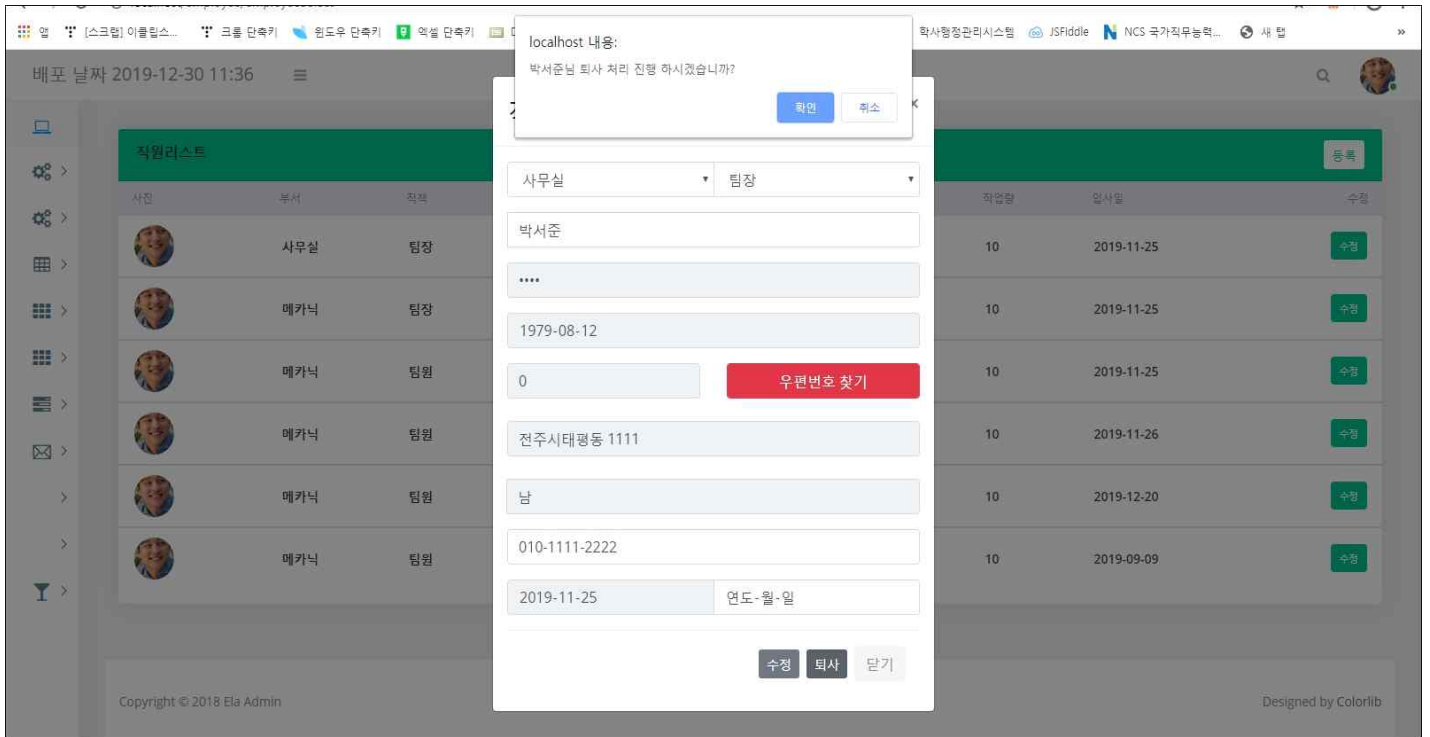 앱 [스크랩] 이클립스... 크롬 단축키 윈도우 단축키 엑셀 단축키 학사행정관리시스템 JSFiddle NCS 국가직무능력... 새 탭 »
localhost 내용:
박서준님 퇴사 처리 진행 하시겠습니까?
확인 취소
배포 날짜 2019-12-30 11:36
직원리스트 등록
사진 부서 직책 작업량 입사일 수정
사무실 팀장 10 2019-11-25 수정
메카닉 팀장 10 2019-11-25 수정
메카닉 팀원 10 2019-11-25 수정
메카닉 팀원 10 2019-11-26 수정
메카닉 팀원 10 2019-12-20 수정
메카닉 팀원 10 2019-09-09 수정
사무실 팀장
박서준
••••
1979-08-12
0 우편번호 찾기
전주시태평동 1111
남
010-1111-2222
2019-11-25 연도-월-일
수정 퇴사 닫기
Copyright © 2018 Ela Admin Designed by Colorlib